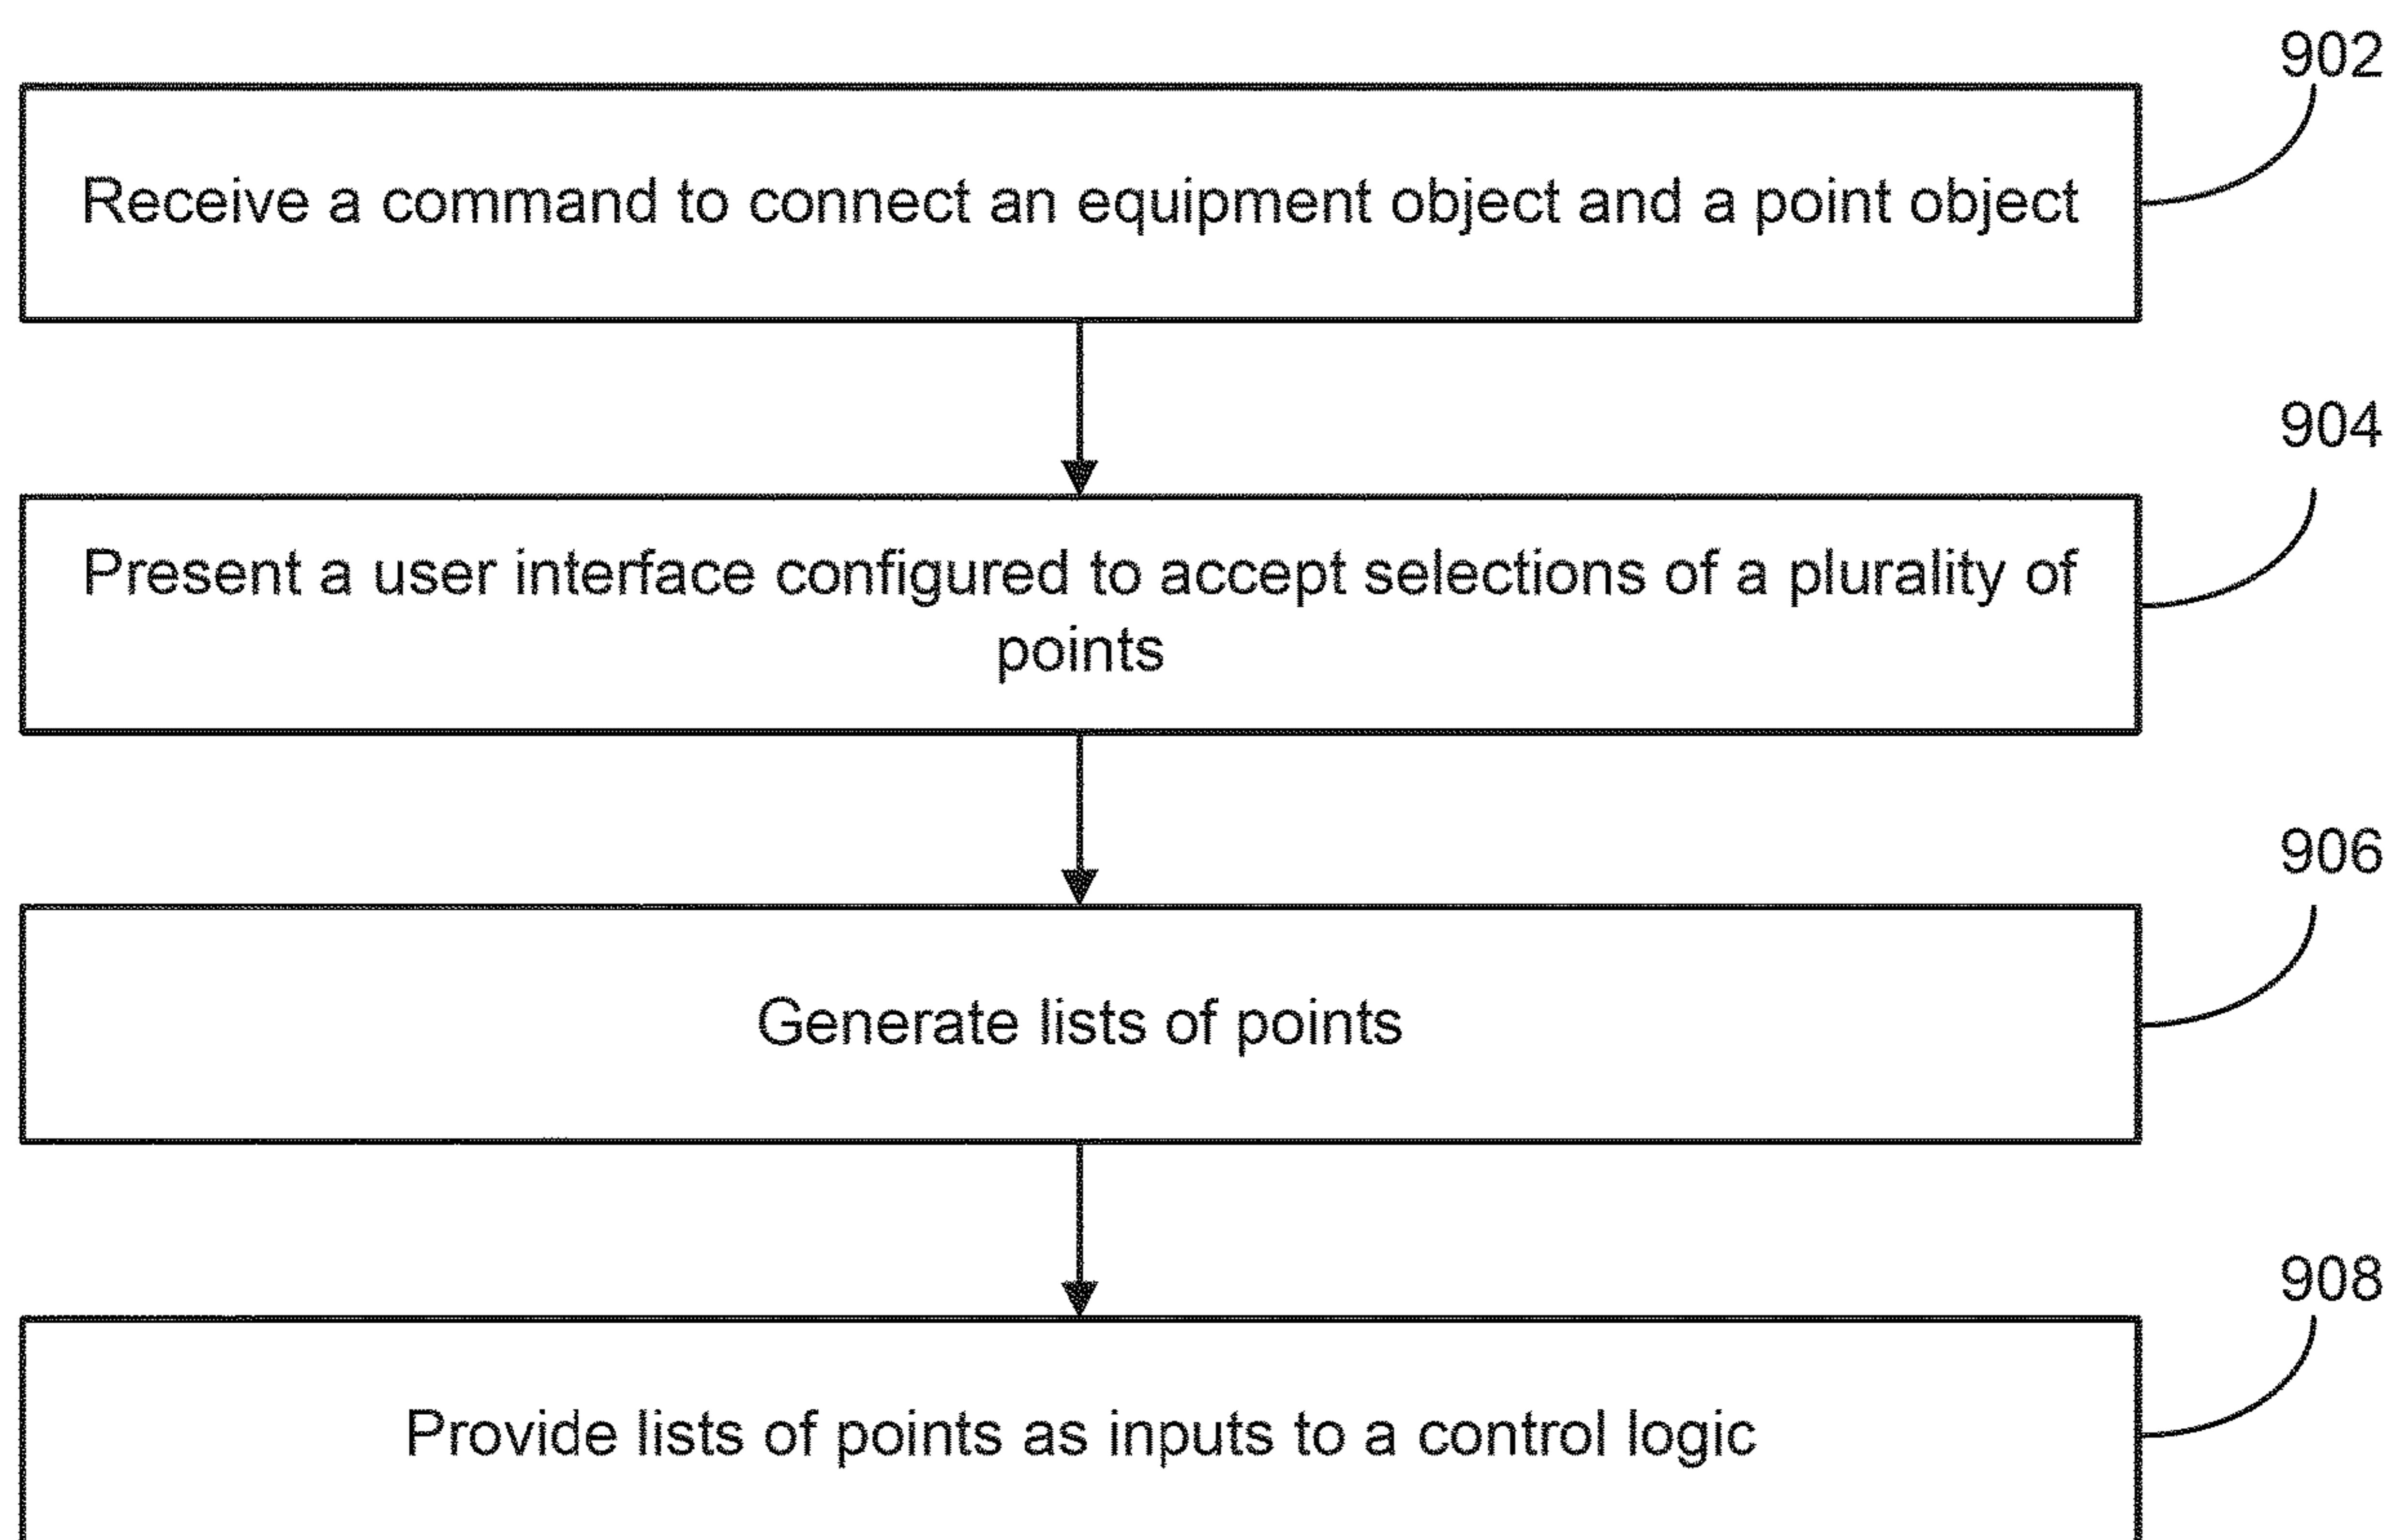 902
Receive a command to connect an equipment object and a point object
904
Present a user interface configured to accept selections of a plurality of
points
906
Generate lists of points
908
Provide lists of points as inputs to a control logic